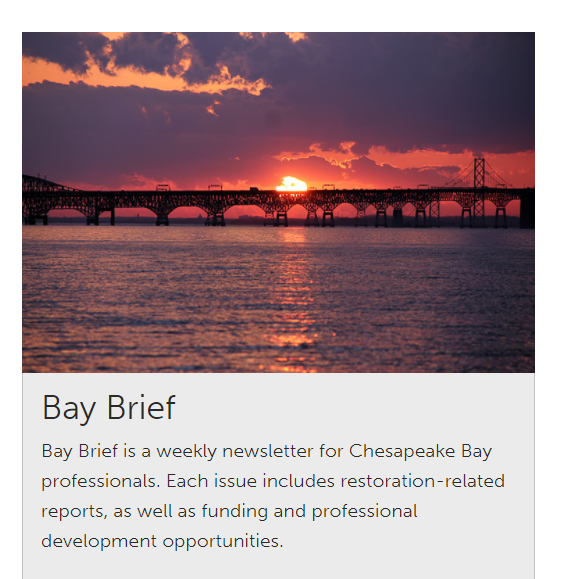 Bay Brief
Bay Brief is a weekly newsletter for Chesapeake Bay
professionals. Each issue includes restoration-related
reports, as well as funding and professional
development opportunities.